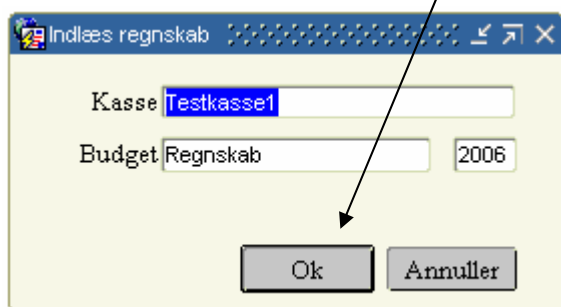 Indlæs regnskab
Kasse Testkasse1
Budget Regnskab 2006
Ok Annuller